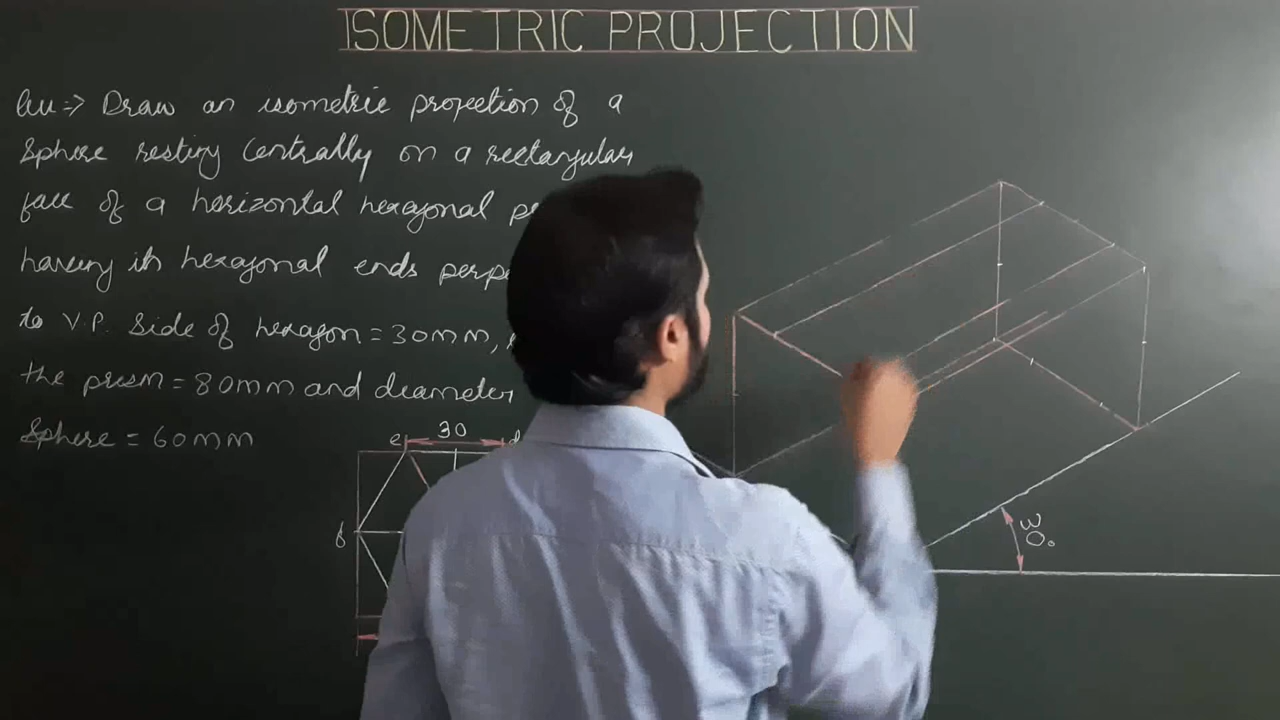 ISOMETRIC PROJECTION
Qu => Draw an isometric projection of a
Sphere resting Centrally on a rectangular
face of a horizontal hexagonal
having its hexagonal ends
to V.P. Side of hexagon = 30mm,
the prism = 80mm and diameter
Sphere = 60mm
e 30 d
f
30°